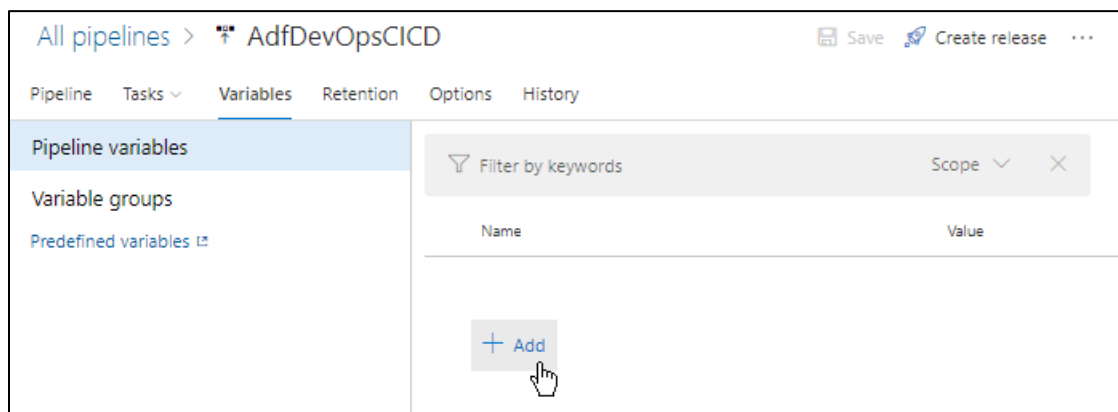 All pipelines > AdfDevOpsCICD
Save Create release ...
Pipeline Tasks Variables Retention Options History
Pipeline variables
Variable groups
Predefined variables
Filter by keywords Scope
Name Value
+ Add